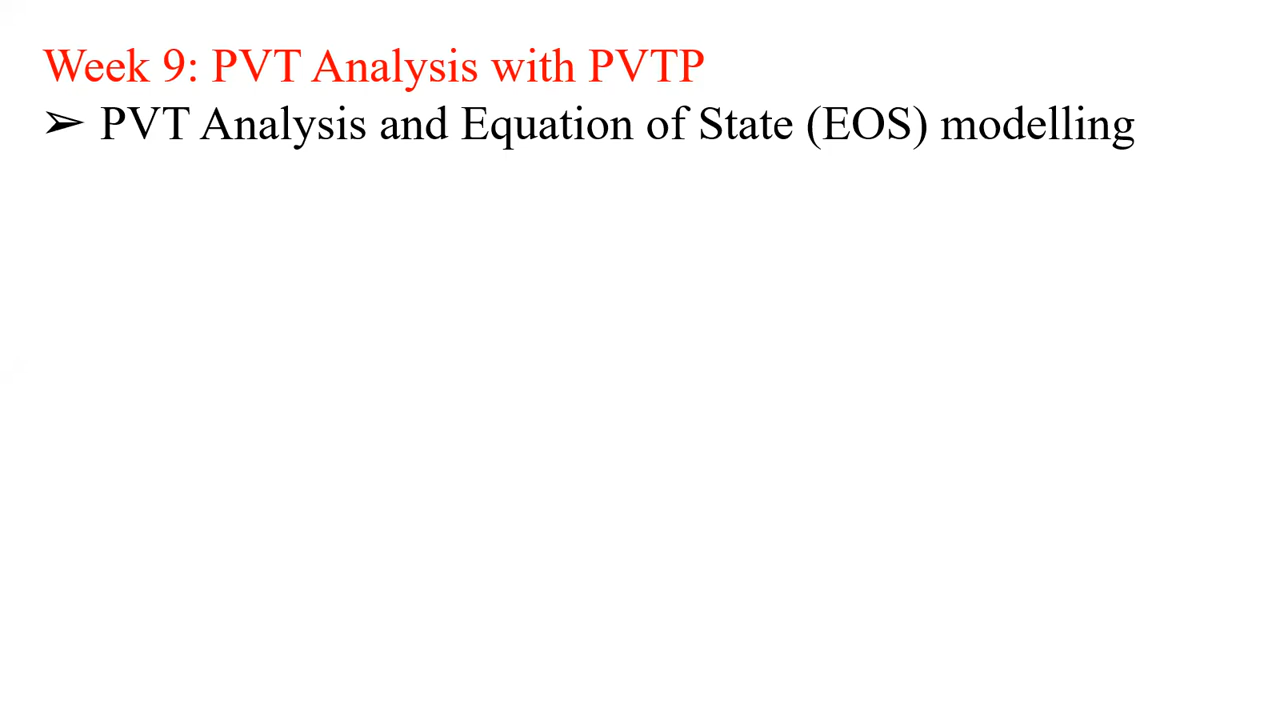 Week 9: PVT Analysis with PVTP
➢ PVT Analysis and Equation of State (EOS) modelling